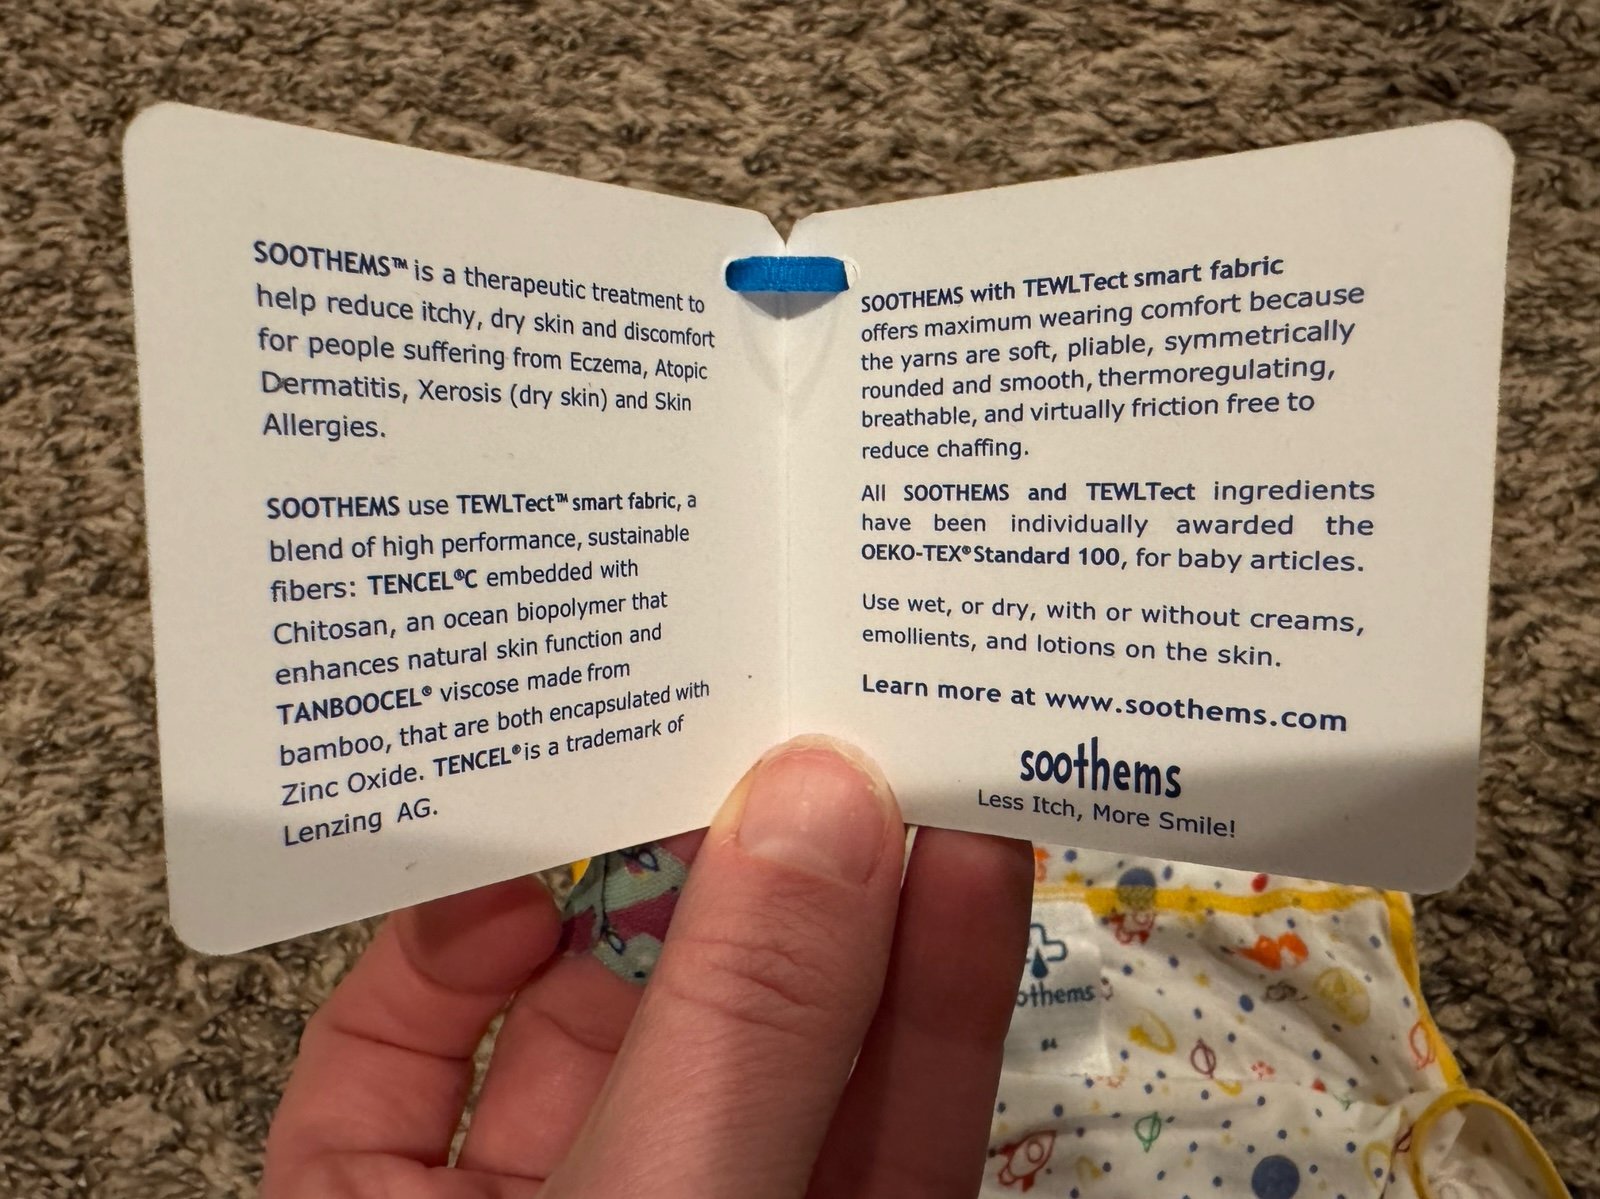 SOOTHEMS™ is a therapeutic treatment to
help reduce itchy, dry skin and discomfort
for people suffering from Eczema, Atopic
Dermatitis, Xerosis (dry skin) and Skin
Allergies.
SOOTHEMS use TEWLTect™ smart fabric, a
blend of high performance, sustainable
fibers: TENCEL®C embedded with
Chitosan, an ocean biopolymer that
enhances natural skin function and
TANBOOCEL® viscose made from
bamboo, that are both encapsulated with
Zinc Oxide. TENCEL® is a trademark of
Lenzing AG.
SOOTHEMS with TEWLTect smart fabric
offers maximum wearing comfort because
the yarns are soft, pliable, symmetrically
rounded and smooth, thermoregulating,
breathable, and virtually friction free to
reduce chaffing.
All SOOTHEMS and TEWLTect ingredients
have been individually awarded the
OEKO-TEX® Standard 100, for baby articles.
Use wet, or dry, with or without creams,
emollients, and lotions on the skin.
Learn more at www.soothems.com
soothems
Less Itch, More Smile!
othems